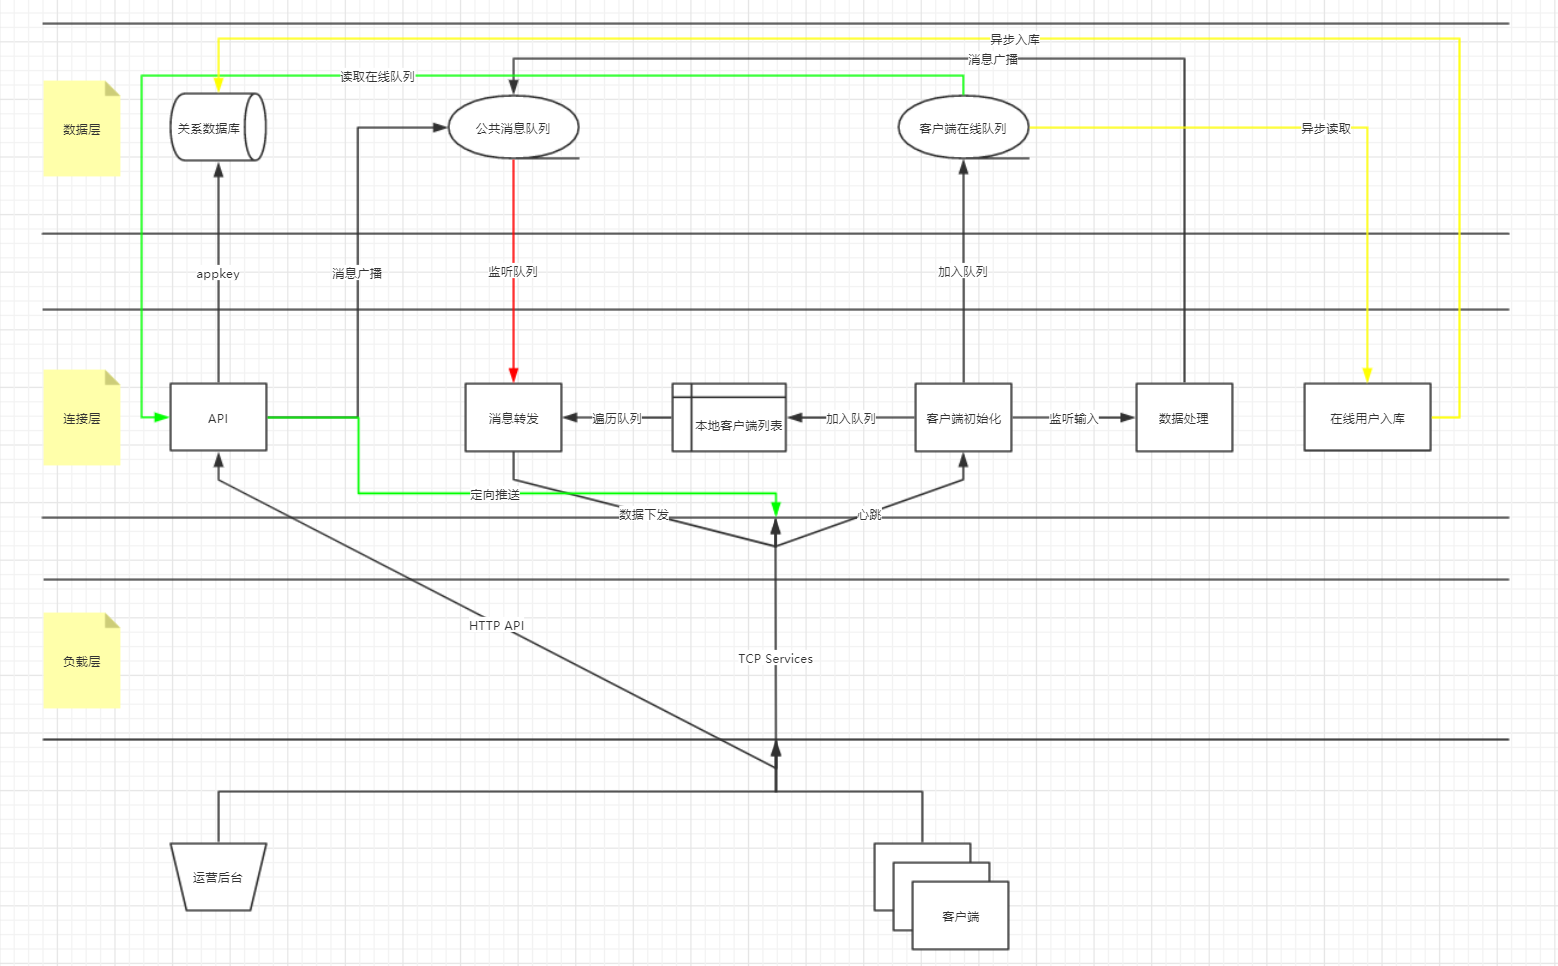 异步入库
消息广播
读取在线队列
数据层
关系数据库
公共消息队列
客户端在线队列
异步读取
appkey
消息广播
监听队列
加入队列
连接层
API
消息转发
遍历队列
本地客户端列表
加入队列
客户端初始化
监听输入
数据处理
在线用户入库
定向推送
数据下发
心跳
HTTP API
负载层
TCP Services
运营后台
客户端